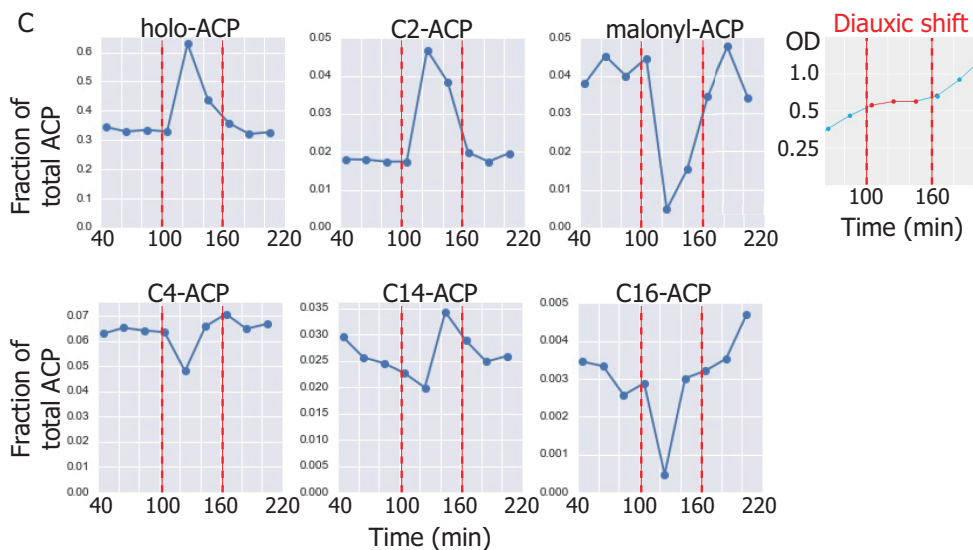 C
holo-ACP
C2-ACP
malonyl-ACP
Diauxic shift
Fraction of
total ACP
0.6
0.5
0.4
0.3
0.2
0.1
0.0
40 100 160 220
0.05
0.04
0.03
0.02
0.01
0.00
40 100 160 220
0.05
0.04
0.03
0.02
0.01
0.00
40 100 160 220
OD
1.0
0.5
0.25
100 160
Time (min)
C4-ACP
C14-ACP
C16-ACP
Fraction of
total ACP
0.07
0.06
0.05
0.04
0.03
0.02
0.01
0.00
40 100 160 220
0.035
0.030
0.025
0.020
0.015
0.010
0.005
0.000
40 100 160 220
0.005
0.004
0.003
0.002
0.001
0.000
40 100 160 220
Time (min)